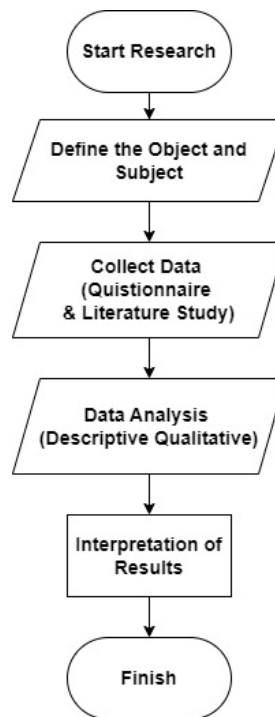 Start Research
Define the Object and
Subject
Collect Data
(Quistionnaire
& Literature Study)
Data Analysis
(Descriptive Qualitative)
Interpretation of
Results
Finish